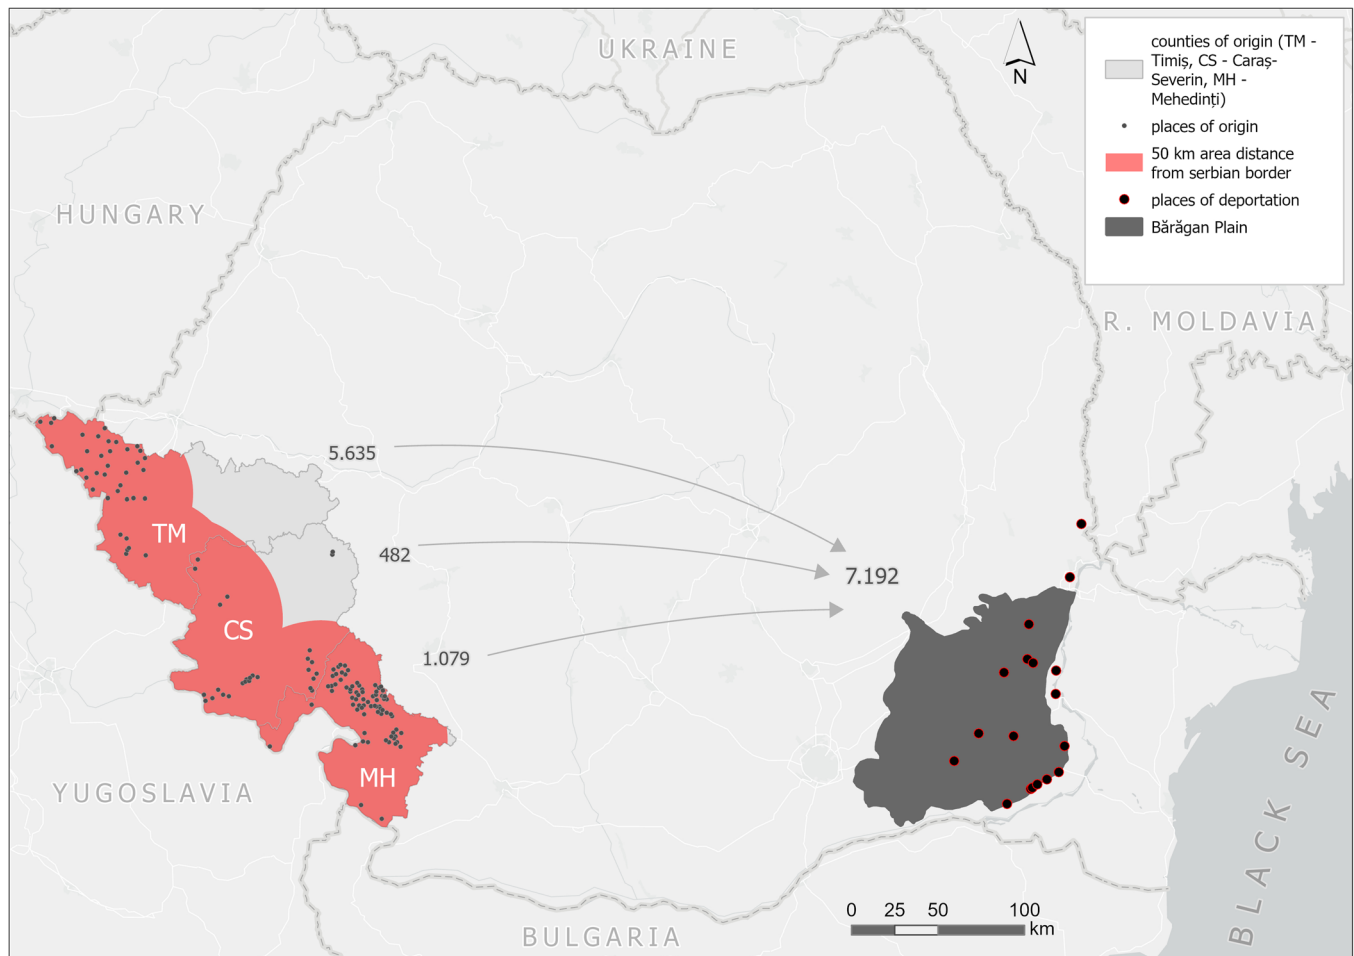 UKRAINE
N
counties of origin (TM -
Timiș, CS - Caraș-
Severin, MH -
Mehedinți)
places of origin
50 km area distance
from serbian border
places of deportation
Bărăgan Plain
HUNGARY
R. MOLDAVIA
5.635
TM
482
7.192
CS
1.079
MH
YUGOSLAVIA
BLACK SEA
0 25 50 100
km
BULGARIA